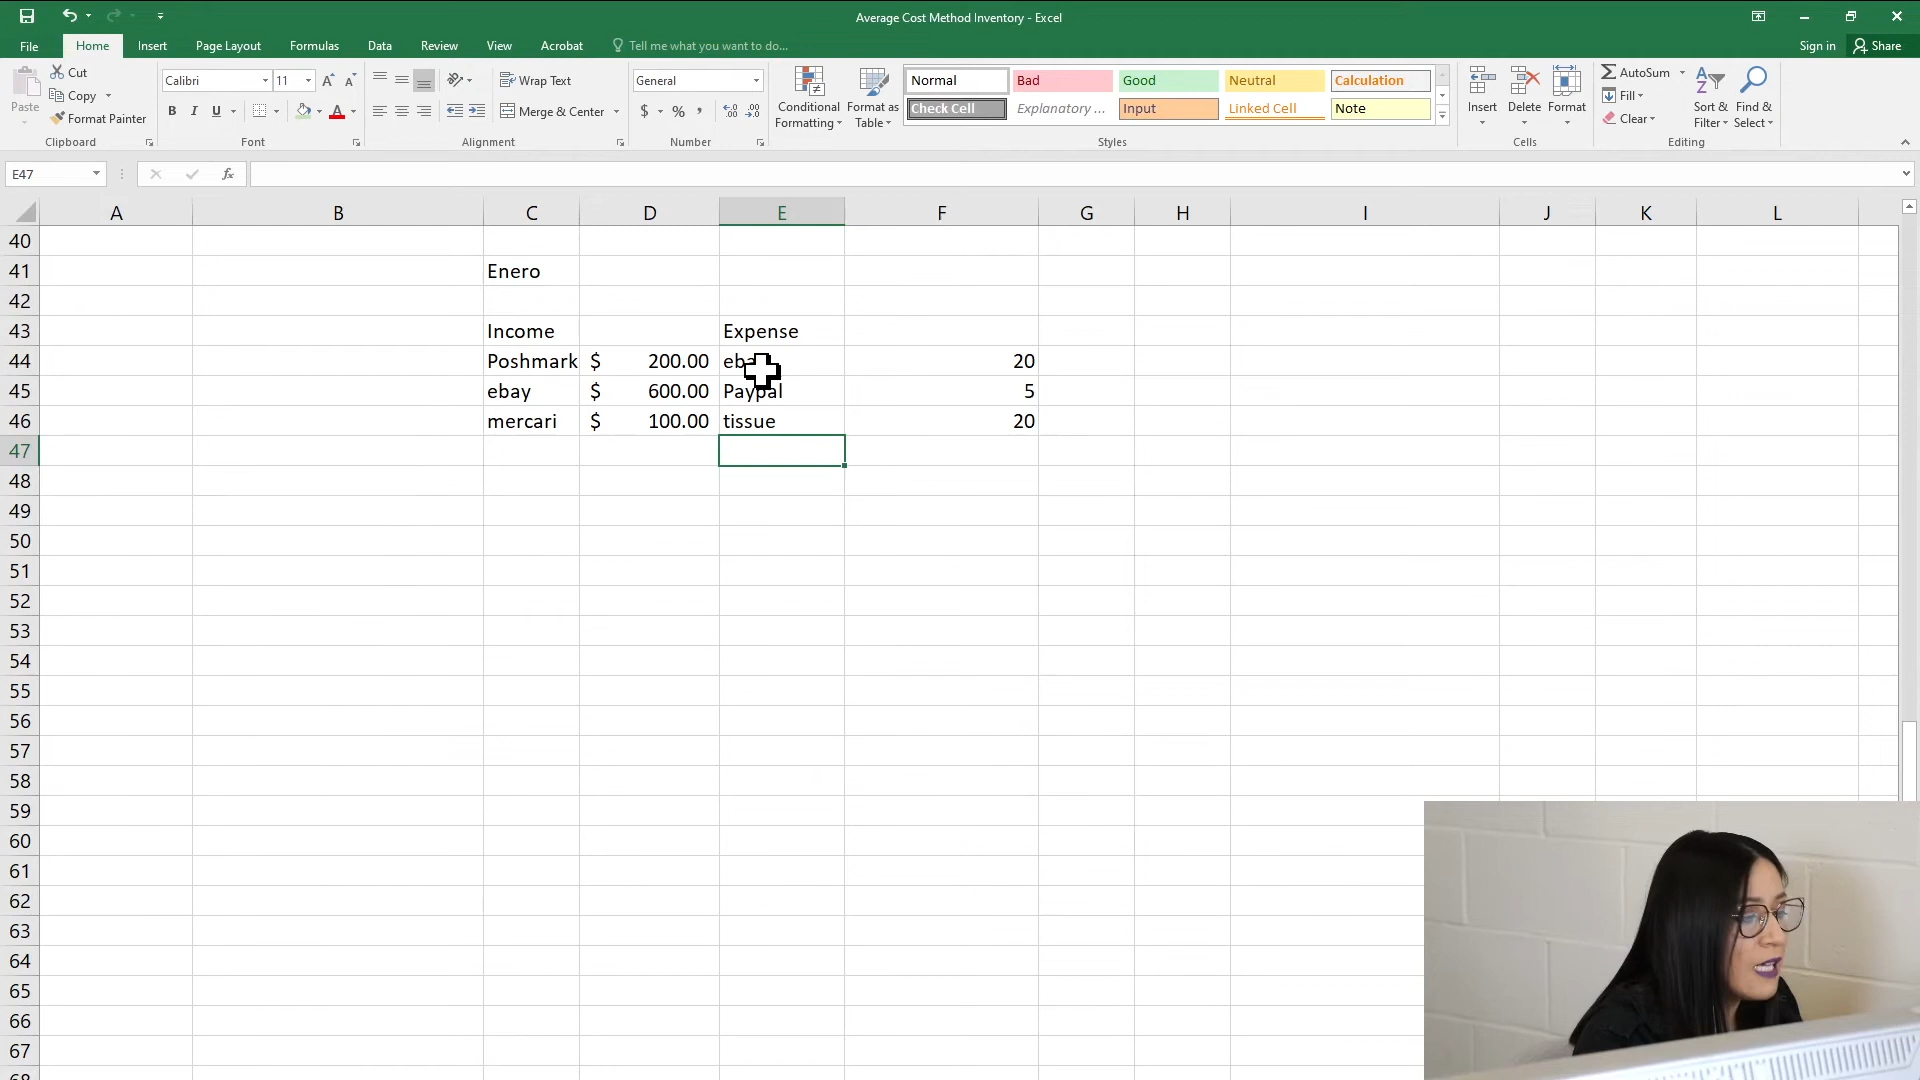 Average Cost Method Inventory - Excel
File Home Insert Page Layout Formulas Data Review View Acrobat Tell me what you want to do... Sign in Share
Paste Cut Copy Format Painter Clipboard
Calibri 11 A A B I U A Font
Wrap Text Merge & Center Alignment
General $ % , Number
Conditional Formatting Format as Table
Normal Bad Good Neutral Calculation
Check Cell Explanatory ... Input Linked Cell Note
Styles
Insert Delete Format Cells
AutoSum Fill Clear Sort & Filter Find & Select Editing
E47 fx
A B C D E F G H I J K L
40
41 Enero
42
43 Income Expense
44 Poshmark $ 200.00 20
45 ebay $ 600.00 Paypal 5
46 mercari $ 100.00 tissue 20
47
48
49
50
51
52
53
54
55
56
57
58
59
60
61
62
63
64
65
66
67